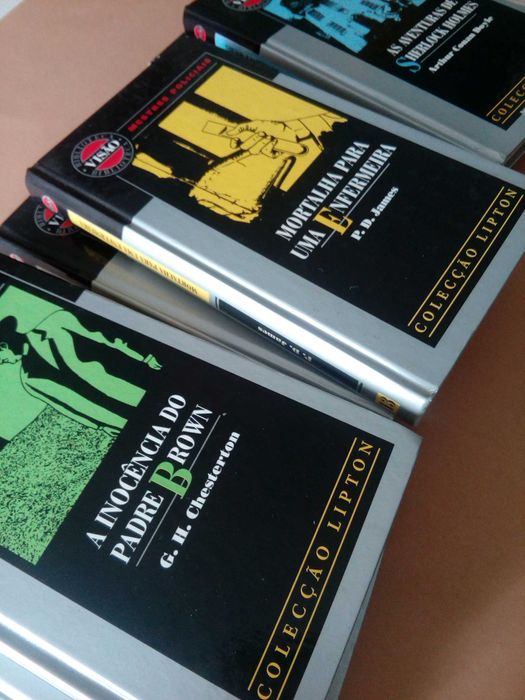 AS AVENTURAS DE
SHERLOCK HOLMES
Arthur Conan Doyle
COLECÇÃO LIPTON
MESTRES POLICIAIS
VISÃO
MORTALHA PARA
UMA ENFERMEIRA
P. D. James
COLECÇÃO LIPTON
P. D. James
A INOCÊNCIA DO
PADRE BROWN
G. H. Chesterton
COLECÇÃO LIPTON